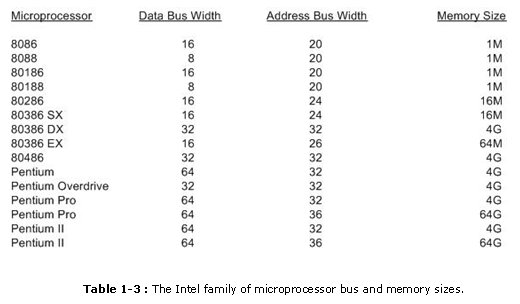 Microprocessor Data Bus Width Address Bus Width Memory Size
8086 16 20 1M
8088 8 20 1M
80186 16 20 1M
80188 8 20 1M
80286 16 24 16M
80386 SX 16 24 16M
80386 DX 32 32 4G
80386 EX 16 26 64M
80486 32 32 4G
Pentium 64 32 4G
Pentium Overdrive 32 32 4G
Pentium Pro 64 32 4G
Pentium Pro 64 36 64G
Pentium II 64 32 4G
Pentium II 64 36 64G
Table 1-3 : The Intel family of microprocessor bus and memory sizes.